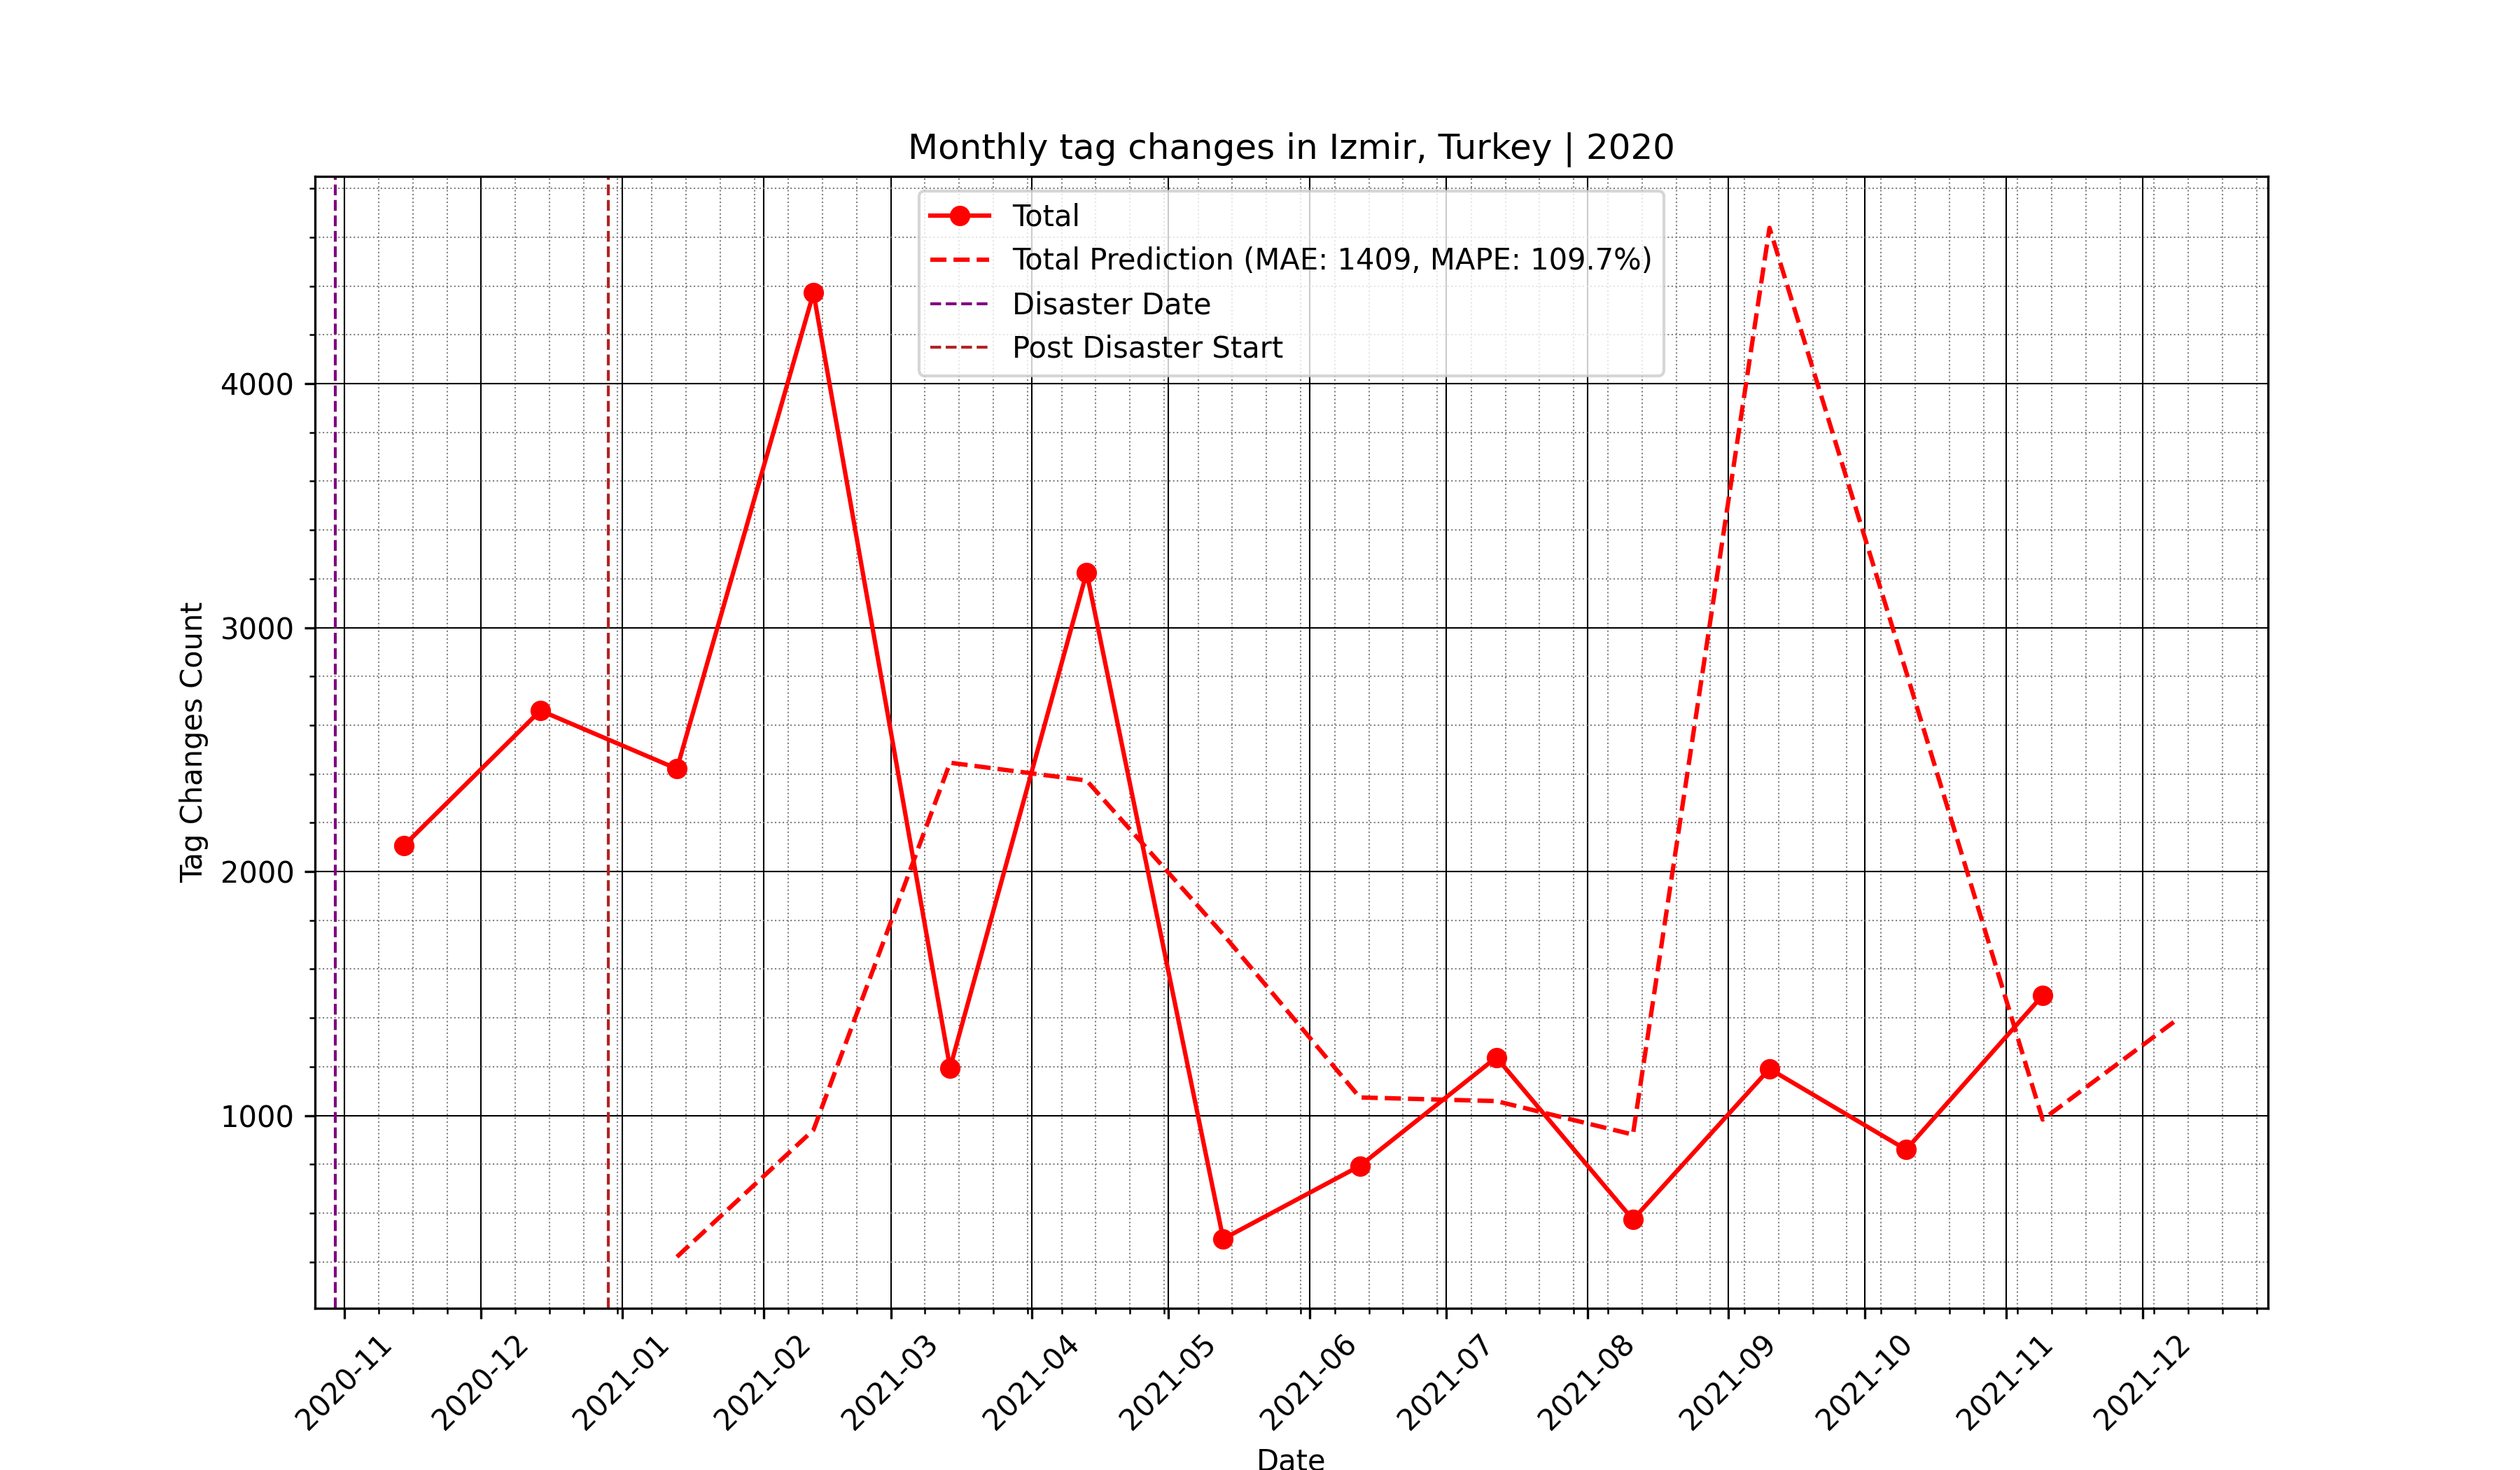 Monthly tag changes in Izmir, Turkey | 2020
Total
Total Prediction (MAE: 1409, MAPE: 109.7%)
Disaster Date
Post Disaster Start
Tag Changes Count
4000
3000
2000
1000
2020-11
2020-12
2021-01
2021-02
2021-03
2021-04
2021-05
2021-06
2021-07
2021-08
2021-09
2021-10
2021-11
2021-12
Date